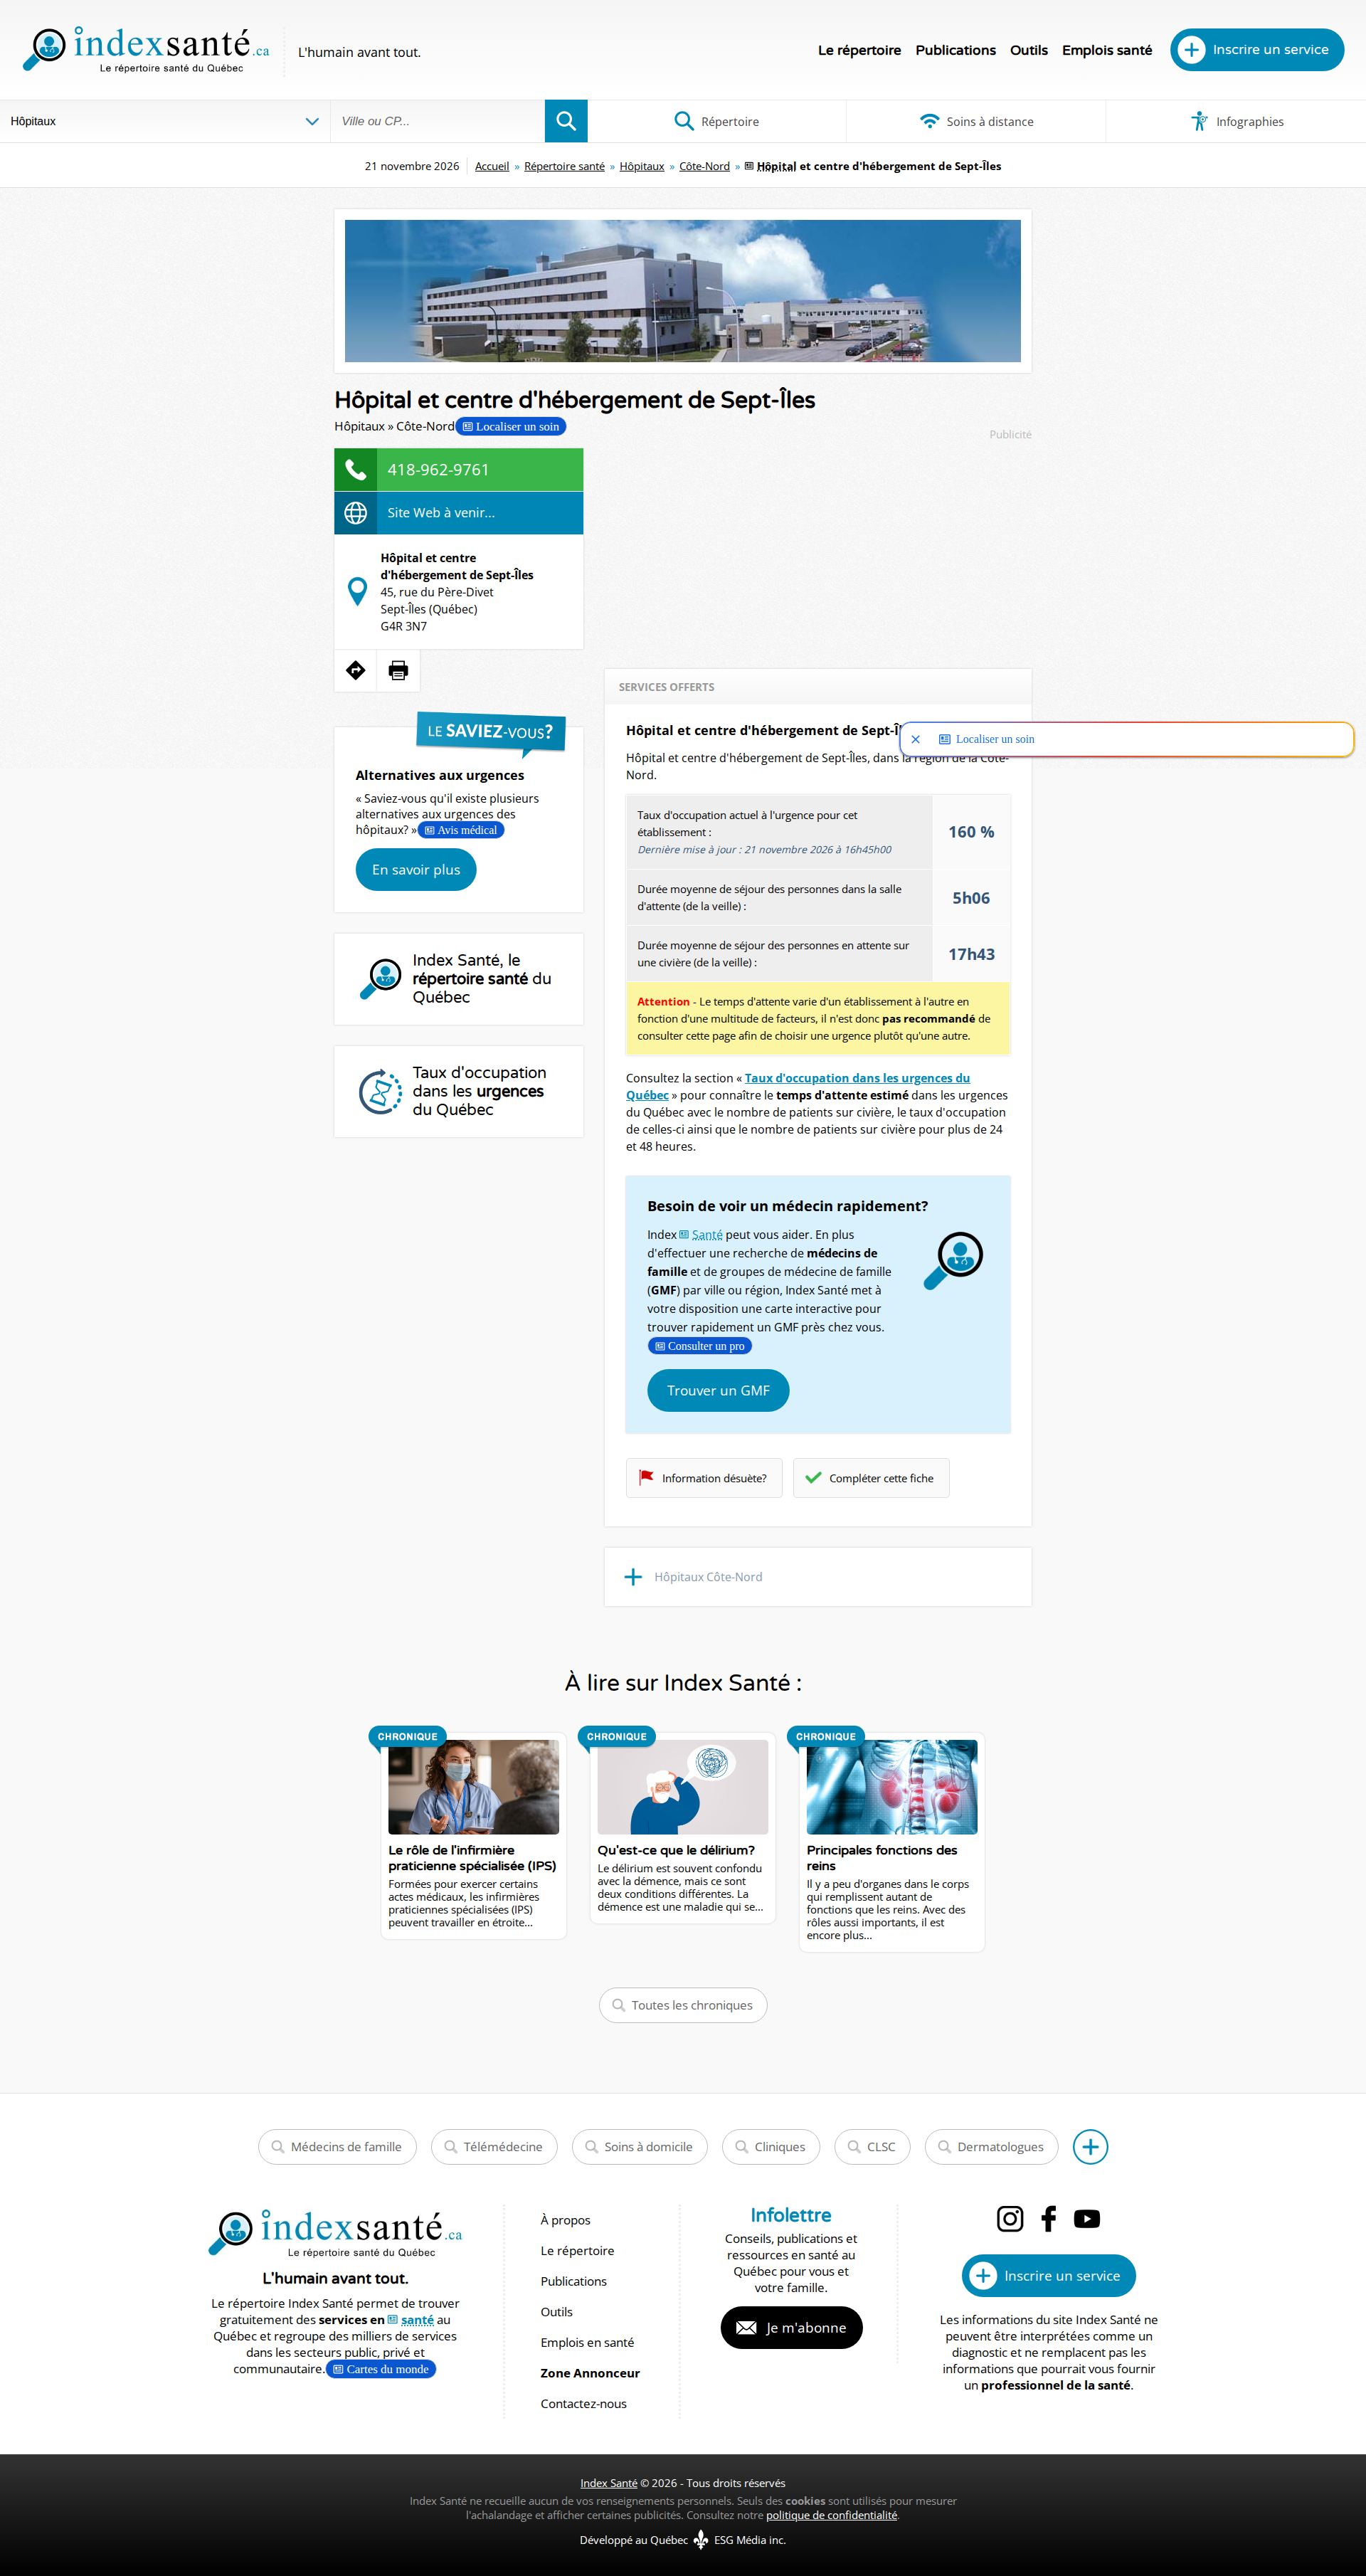 indexsanté.ca
Le répertoire santé du Québec
L'humain avant tout.
Le répertoire
Publications
Outils
Emplois santé
Inscrire un service
Hôpitaux
Ville ou CP...
Répertoire
Soins à distance
Infographies
21 novembre 2026 Accueil » Répertoire santé » Hôpitaux » Côte-Nord » Hôpital et centre d'hébergement de Sept-Îles
Hôpital et centre d'hébergement de Sept-Îles
Hôpitaux » Côte-Nord Localiser un soin
Publicité
418-962-9761
Site Web à venir...
Hôpital et centre
d'hébergement de Sept-Îles
45, rue du Père-Divet
Sept-Îles (Québec)
G4R 3N7
LE SAVIEZ-VOUS?
Alternatives aux urgences
« Saviez-vous qu'il existe plusieurs
alternatives aux urgences des
hôpitaux? » Avis médical
En savoir plus
Index Santé, le
répertoire santé du
Québec
Taux d'occupation
dans les urgences
du Québec
SERVICES OFFERTS
Hôpital et centre d'hébergement de Sept-Îl
Localiser un soin
Hôpital et centre d'hébergement de Sept-Îles, dans la région de la Côte-
Nord.
Taux d'occupation actuel à l'urgence pour cet
établissement :
Dernière mise à jour : 21 novembre 2026 à 16h45h00
160 %
Durée moyenne de séjour des personnes dans la salle
d'attente (de la veille) :
5h06
Durée moyenne de séjour des personnes en attente sur
une civière (de la veille) :
17h43
Attention - Le temps d'attente varie d'un établissement à l'autre en
fonction d'une multitude de facteurs, il n'est donc pas recommandé de
consulter cette page afin de choisir une urgence plutôt qu'une autre.
Consultez la section « Taux d'occupation dans les urgences du
Québec » pour connaître le temps d'attente estimé dans les urgences
du Québec avec le nombre de patients sur civière, le taux d'occupation
de celles-ci ainsi que le nombre de patients sur civière pour plus de 24
et 48 heures.
Besoin de voir un médecin rapidement?
Index Santé peut vous aider. En plus
d'effectuer une recherche de médecins de
famille et de groupes de médecine de famille
(GMF) par ville ou région, Index Santé met à
votre disposition une carte interactive pour
trouver rapidement un GMF près chez vous.
Consulter un pro
Trouver un GMF
Information désuète?
Compléter cette fiche
Hôpitaux Côte-Nord
À lire sur Index Santé :
CHRONIQUE
Le rôle de l'infirmière
praticienne spécialisée (IPS)
Formées pour exercer certains
actes médicaux, les infirmières
praticiennes spécialisées (IPS)
peuvent travailler en étroite...
CHRONIQUE
Qu'est-ce que le délirium?
Le délirium est souvent confondu
avec la démence, mais ce sont
deux conditions différentes. La
démence est une maladie qui se...
CHRONIQUE
Principales fonctions des
reins
Il y a peu d'organes dans le corps
qui remplissent autant de
fonctions que les reins. Avec des
rôles aussi importants, il est
encore plus...
Toutes les chroniques
Médecins de famille
Télémédecine
Soins à domicile
Cliniques
CLSC
Dermatologues
indexsanté.ca
Le répertoire santé du Québec
L'humain avant tout.
Le répertoire Index Santé permet de trouver
gratuitement des services en santé au
Québec et regroupe des milliers de services
dans les secteurs public, privé et
communautaire. Cartes du monde
À propos
Le répertoire
Publications
Outils
Emplois en santé
Zone Annonceur
Contactez-nous
Infolettre
Conseils, publications et
ressources en santé au
Québec pour vous et
votre famille.
Je m'abonne
Inscrire un service
Les informations du site Index Santé ne
peuvent être interprétées comme un
diagnostic et ne remplacent pas les
informations que pourrait vous fournir
un professionnel de la santé.
Index Santé © 2026 - Tous droits réservés
Index Santé ne recueille aucun de vos renseignements personnels. Seuls des cookies sont utilisés pour mesurer
l'achalandage et afficher certaines publicités. Consultez notre politique de confidentialité.
Développé au Québec ESG Média inc.